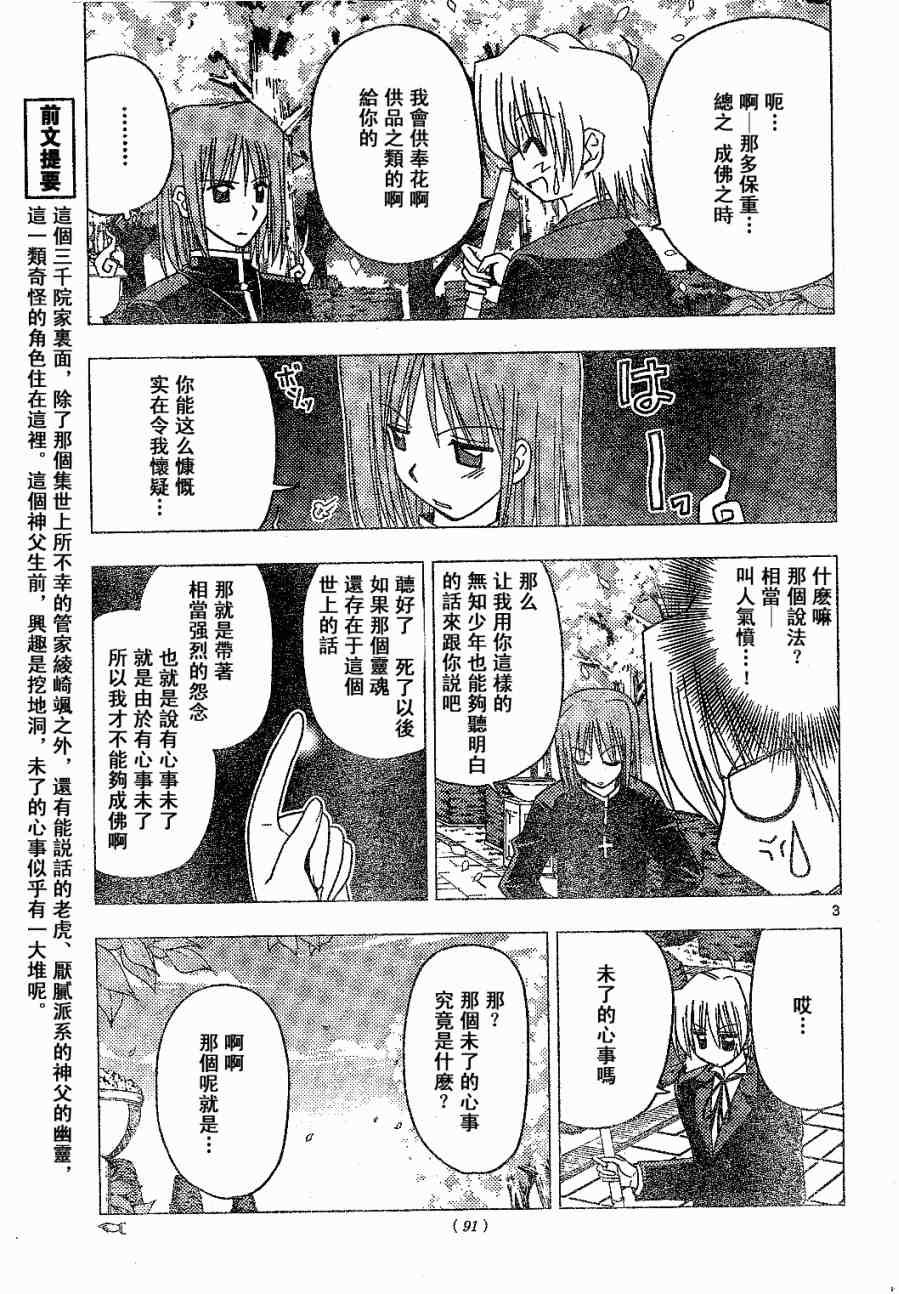 呃…
啊─那多保重…
總之 成佛之時
我會供奉花啊
供品之類的啊
給你的
………
前文提要
這個三千院家裏面，除了那個集世上所不幸的管家綾崎颯之外，還有能説話的老虎、厭膩派系的神父的幽靈，
這一類奇怪的角色住在這裡。這個神父生前，興趣是挖地洞，未了的心事似乎有一大堆呢。
はーっ
ボソッ
你能这么慷慨
实在令我懷疑…
什麼嘛
那個說法？
相當─
叫人氣憤…！
那么
让我用你這樣的
無知少年也能夠聽明白
的話來跟你説吧
聽好了 死了以後
如果那個靈魂
還存在于這個
世上的話
那就是帶著
相當强烈的怨念
也就是說有心事未了
就是由於有心事未了
所以我才不能夠成佛啊
3
哎…
未了的心事嗎
那？
那個未了的心事
究竟是什麼？
啊啊
那個呢就是…
(91)